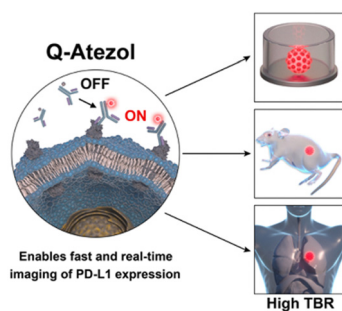 Q-Atezol
OFF
ON
Enables fast and real-time
imaging of PD-L1 expression
High TBR